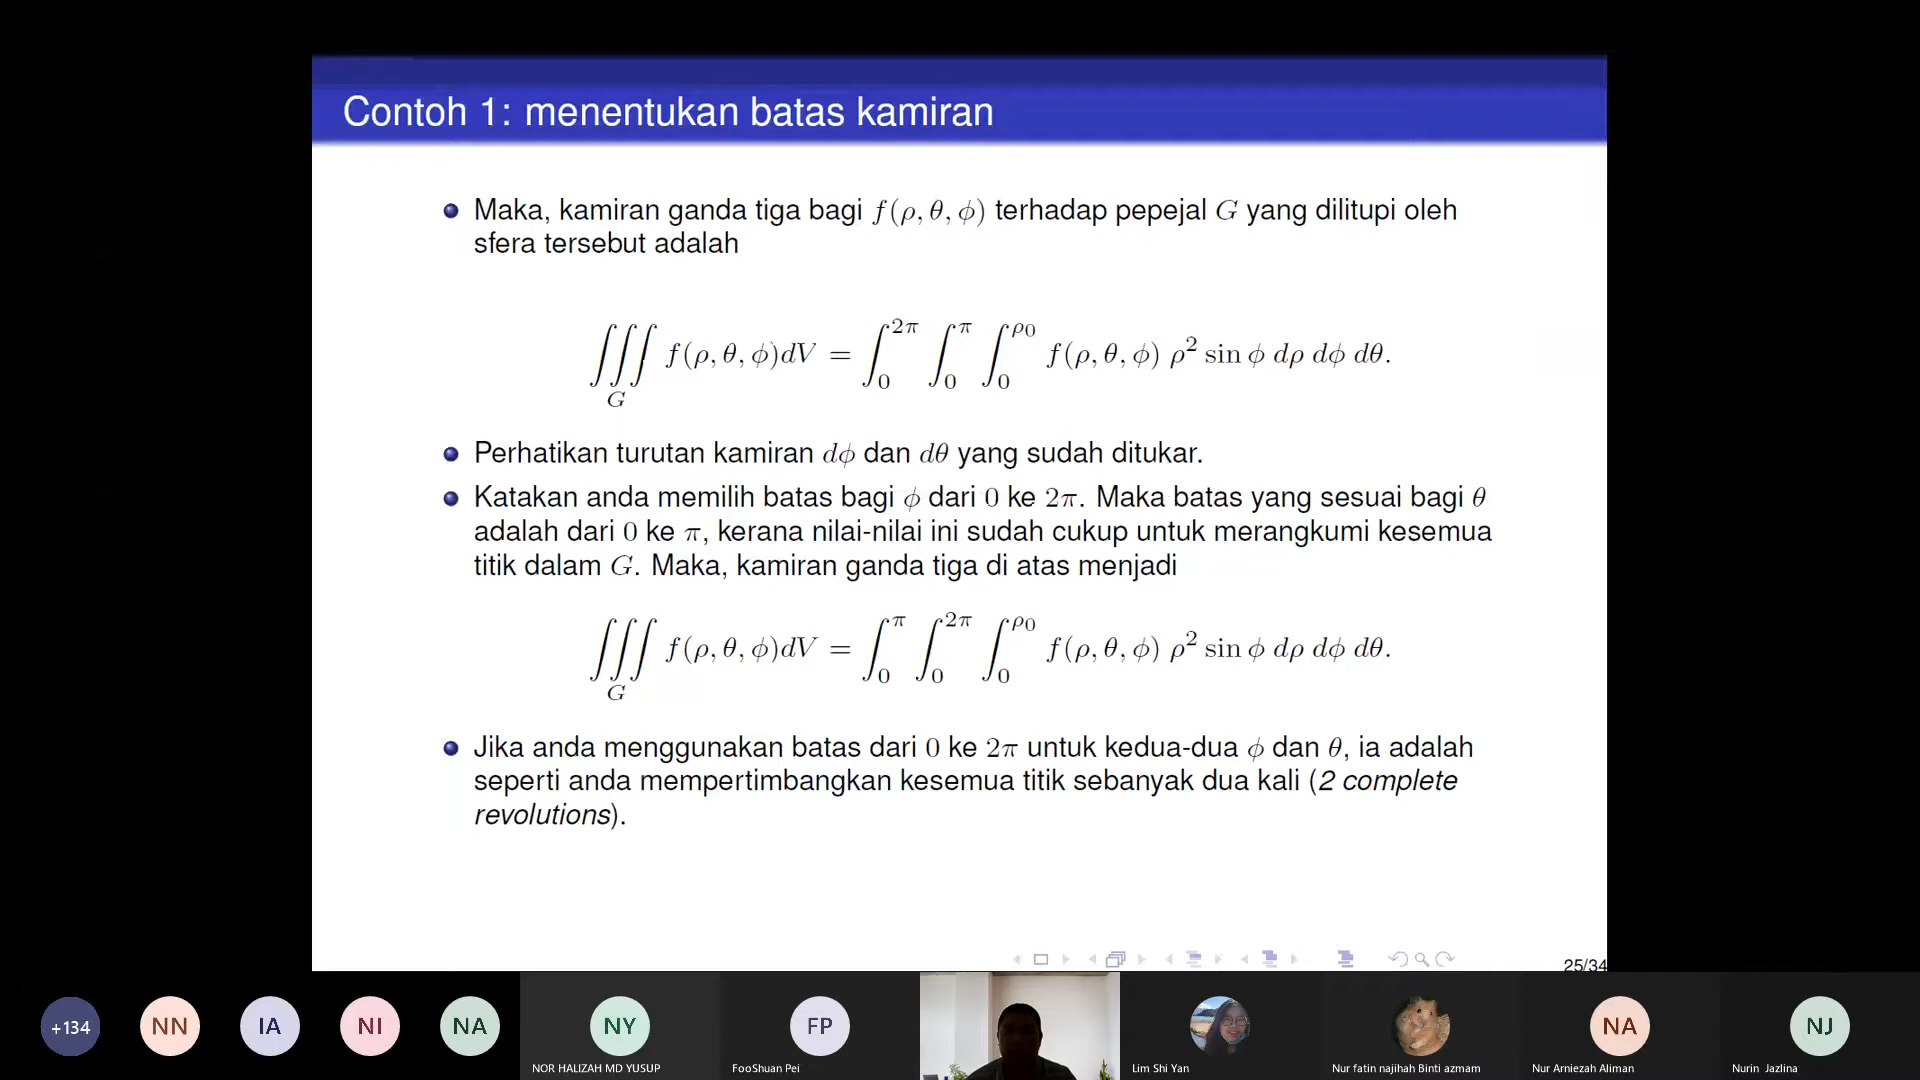 Contoh 1: menentukan batas kamiran
Maka, kamiran ganda tiga bagi f(ρ, θ, ϕ) terhadap pepejal G yang dilitupi oleh
sfera tersebut adalah
∭_G f(ρ, θ, ϕ)dV = ∫_0^{2π} ∫_0^π ∫_0^{ρ0} f(ρ, θ, ϕ) ρ² sin ϕ dρ dϕ dθ.
Perhatikan turutan kamiran dϕ dan dθ yang sudah ditukar.
Katakan anda memilih batas bagi ϕ dari 0 ke 2π. Maka batas yang sesuai bagi θ
adalah dari 0 ke π, kerana nilai-nilai ini sudah cukup untuk merangkumi kesemua
titik dalam G. Maka, kamiran ganda tiga di atas menjadi
∭_G f(ρ, θ, ϕ)dV = ∫_0^π ∫_0^{2π} ∫_0^{ρ0} f(ρ, θ, ϕ) ρ² sin ϕ dρ dϕ dθ.
Jika anda menggunakan batas dari 0 ke 2π untuk kedua-dua ϕ dan θ, ia adalah
seperti anda mempertimbangkan kesemua titik sebanyak dua kali (2 complete
revolutions).
25/34
+134 NN IA NI NA NY FP NA NJ
NOR HALIZAH MD YUSUP FooShuan Pei Lim Shi Yan Nur fatin najihah Binti azmam Nur Arniezah Aliman Nurin Jazlina